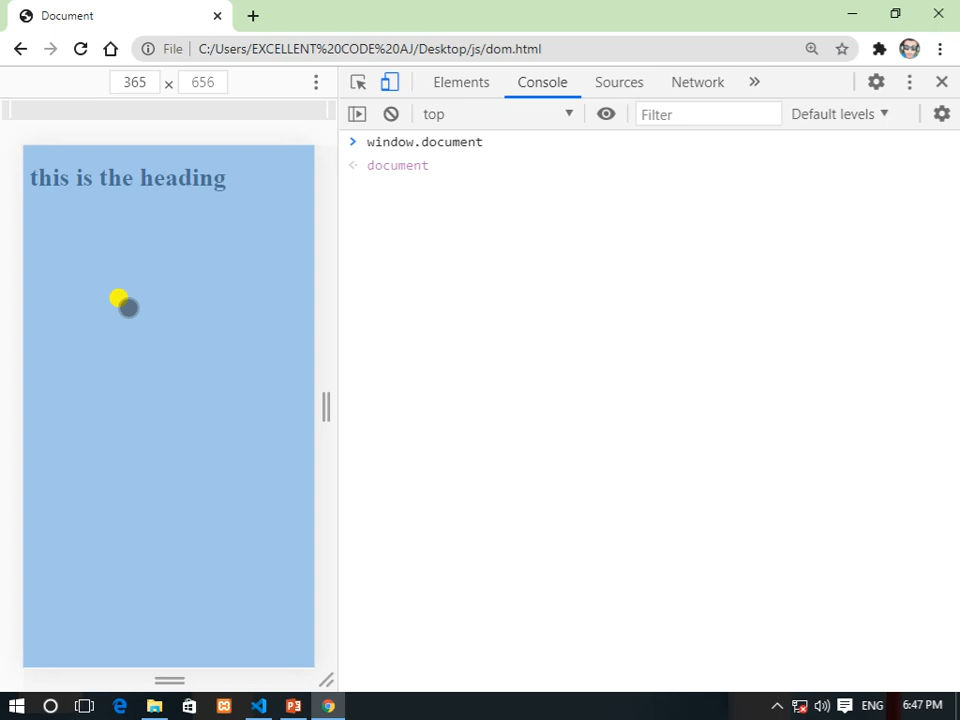 Document
File C:/Users/EXCELLENT%20CODE%20AJ/Desktop/js/dom.html
365 × 656
Elements Console Sources Network »
top Filter Default levels
window.document
document
this is the heading
ENG 6:47 PM